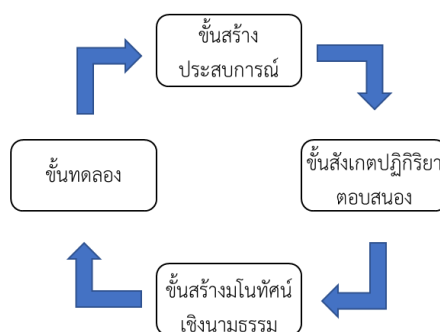 ขั้นสร้าง
ประสบการณ์
ขั้นสังเกตปฏิกิริยา
ตอบสนอง
ขั้นสร้างมโนทัศน์
เชิงนามธรรม
ขั้นทดลอง